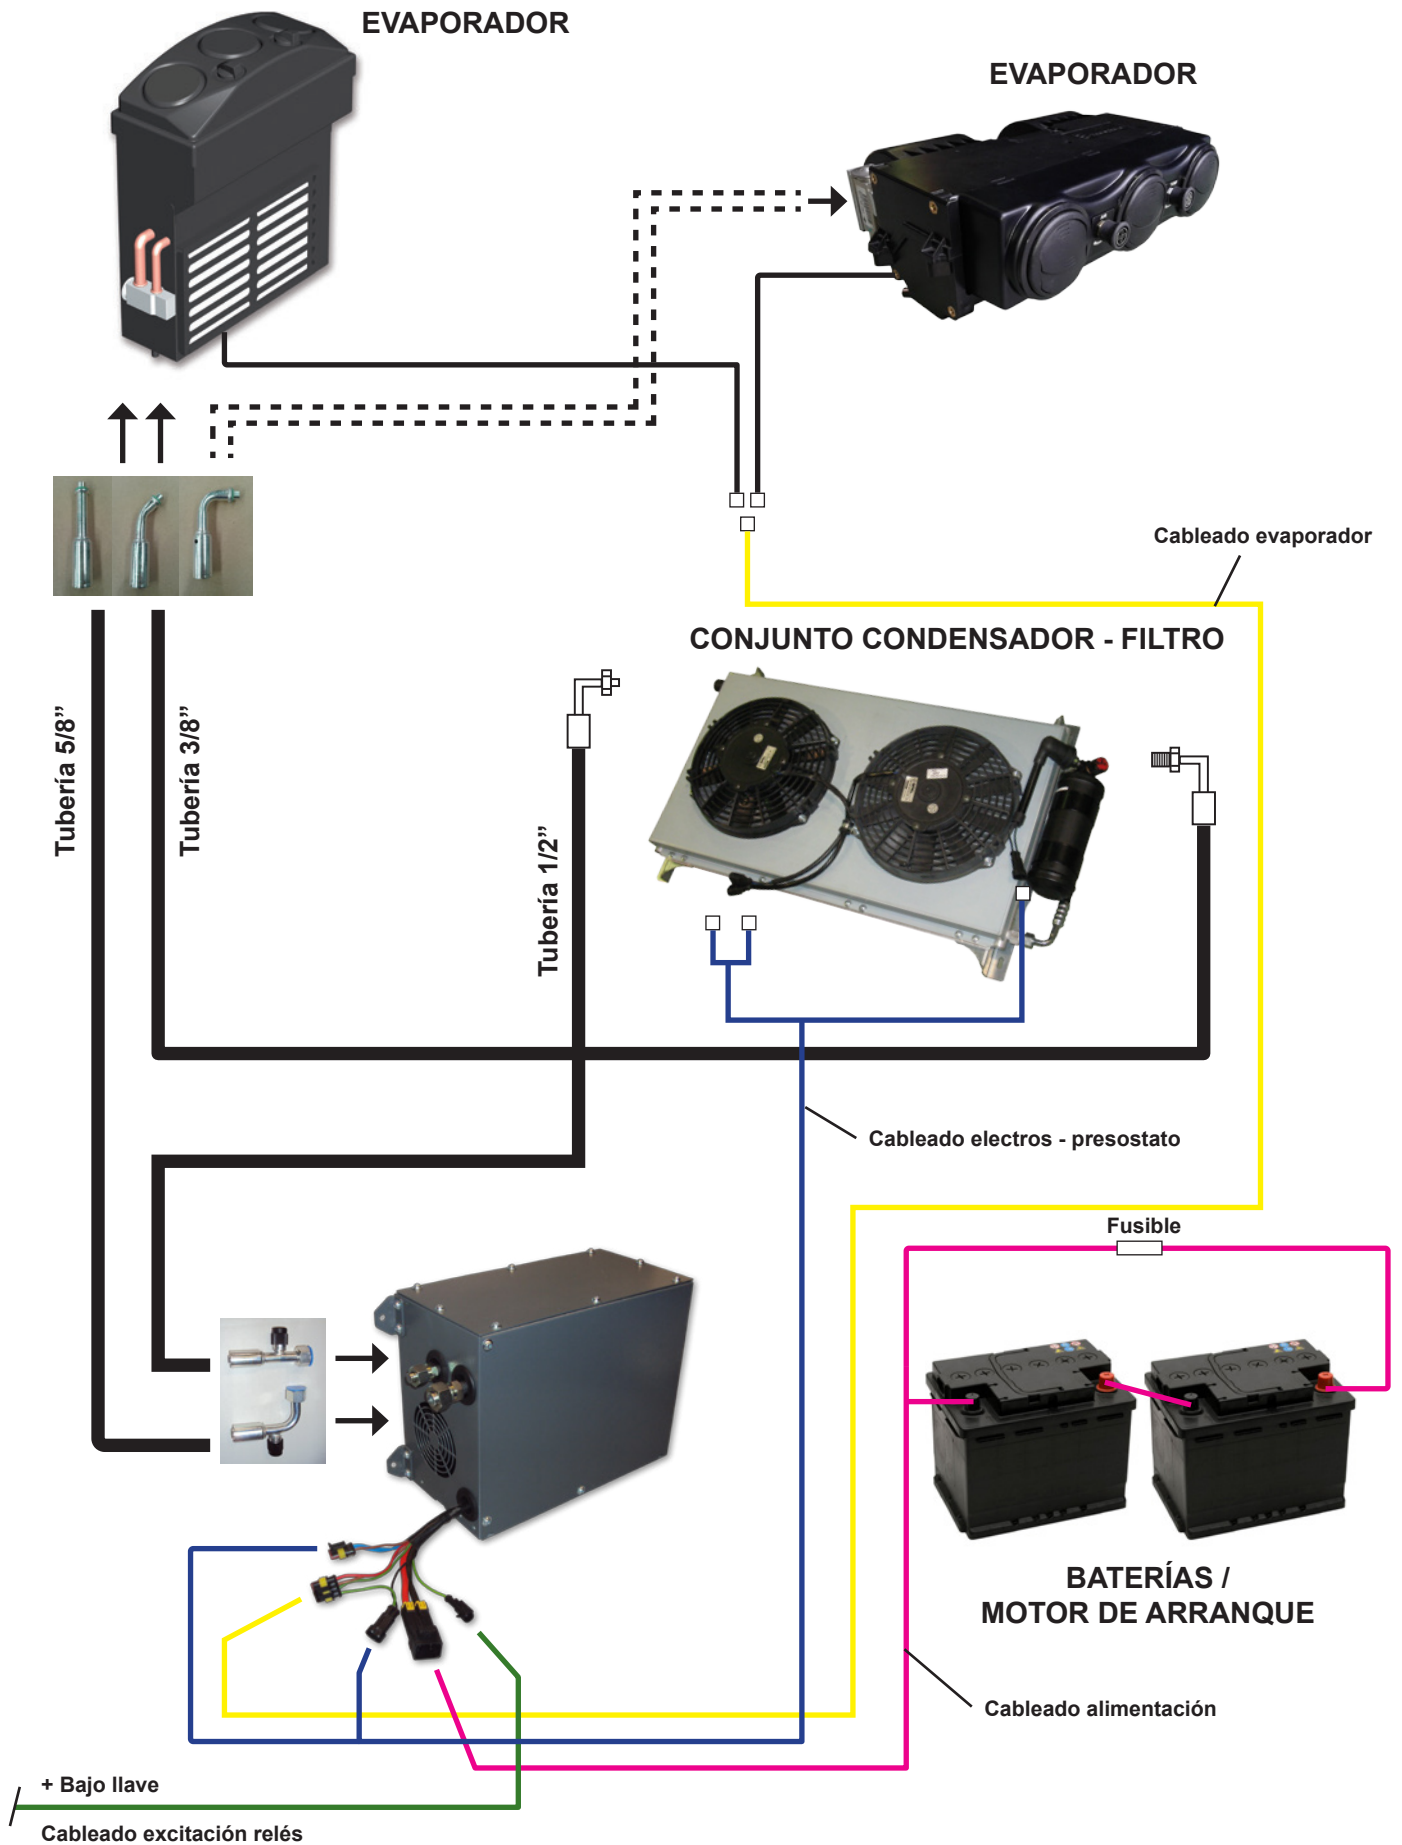 EVAPORADOR
EVAPORADOR
Cableado evaporador
CONJUNTO CONDENSADOR - FILTRO
Tubería 5/8”
Tubería 3/8”
Tubería 1/2”
Cableado electros - presostato
Fusible
BATERÍAS /
MOTOR DE ARRANQUE
Cableado alimentación
+ Bajo llave
Cableado excitación relés